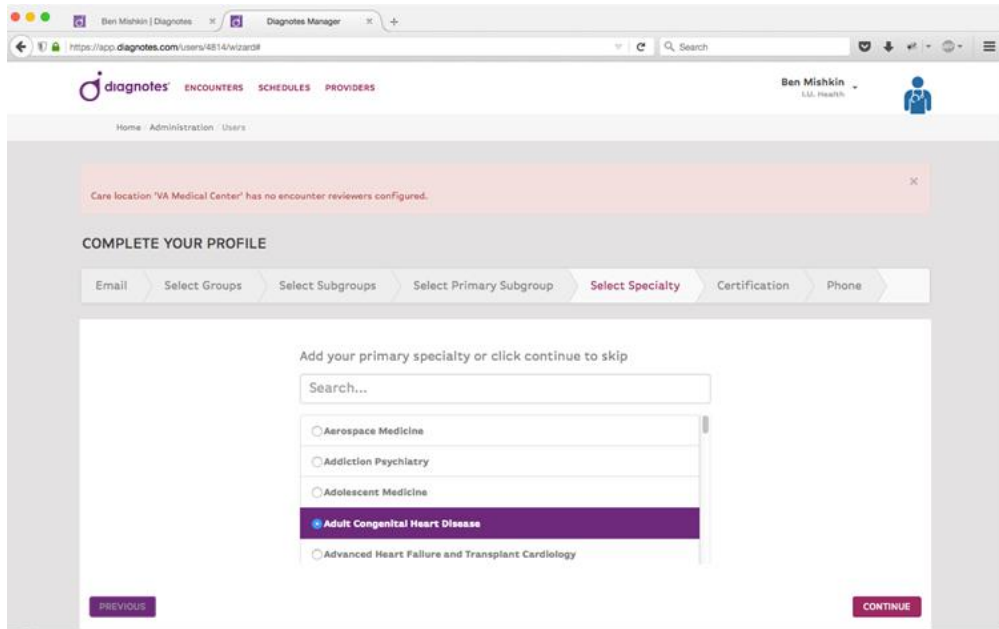 Ben Mishkin | Diagnotes × Diagnotes Manager × +
https://app.diagnotes.com/users/4814/wizard# Search
diagnotes ENCOUNTERS SCHEDULES PROVIDERS Ben Mishkin
I.U. Health
Home / Administration / Users
Care location 'VA Medical Center' has no encounter reviewers configured. ×
COMPLETE YOUR PROFILE
Email Select Groups Select Subgroups Select Primary Subgroup Select Specialty Certification Phone
Add your primary specialty or click continue to skip
Search...
Aerospace Medicine
Addiction Psychiatry
Adolescent Medicine
Adult Congenital Heart Disease
Advanced Heart Failure and Transplant Cardiology
PREVIOUS CONTINUE